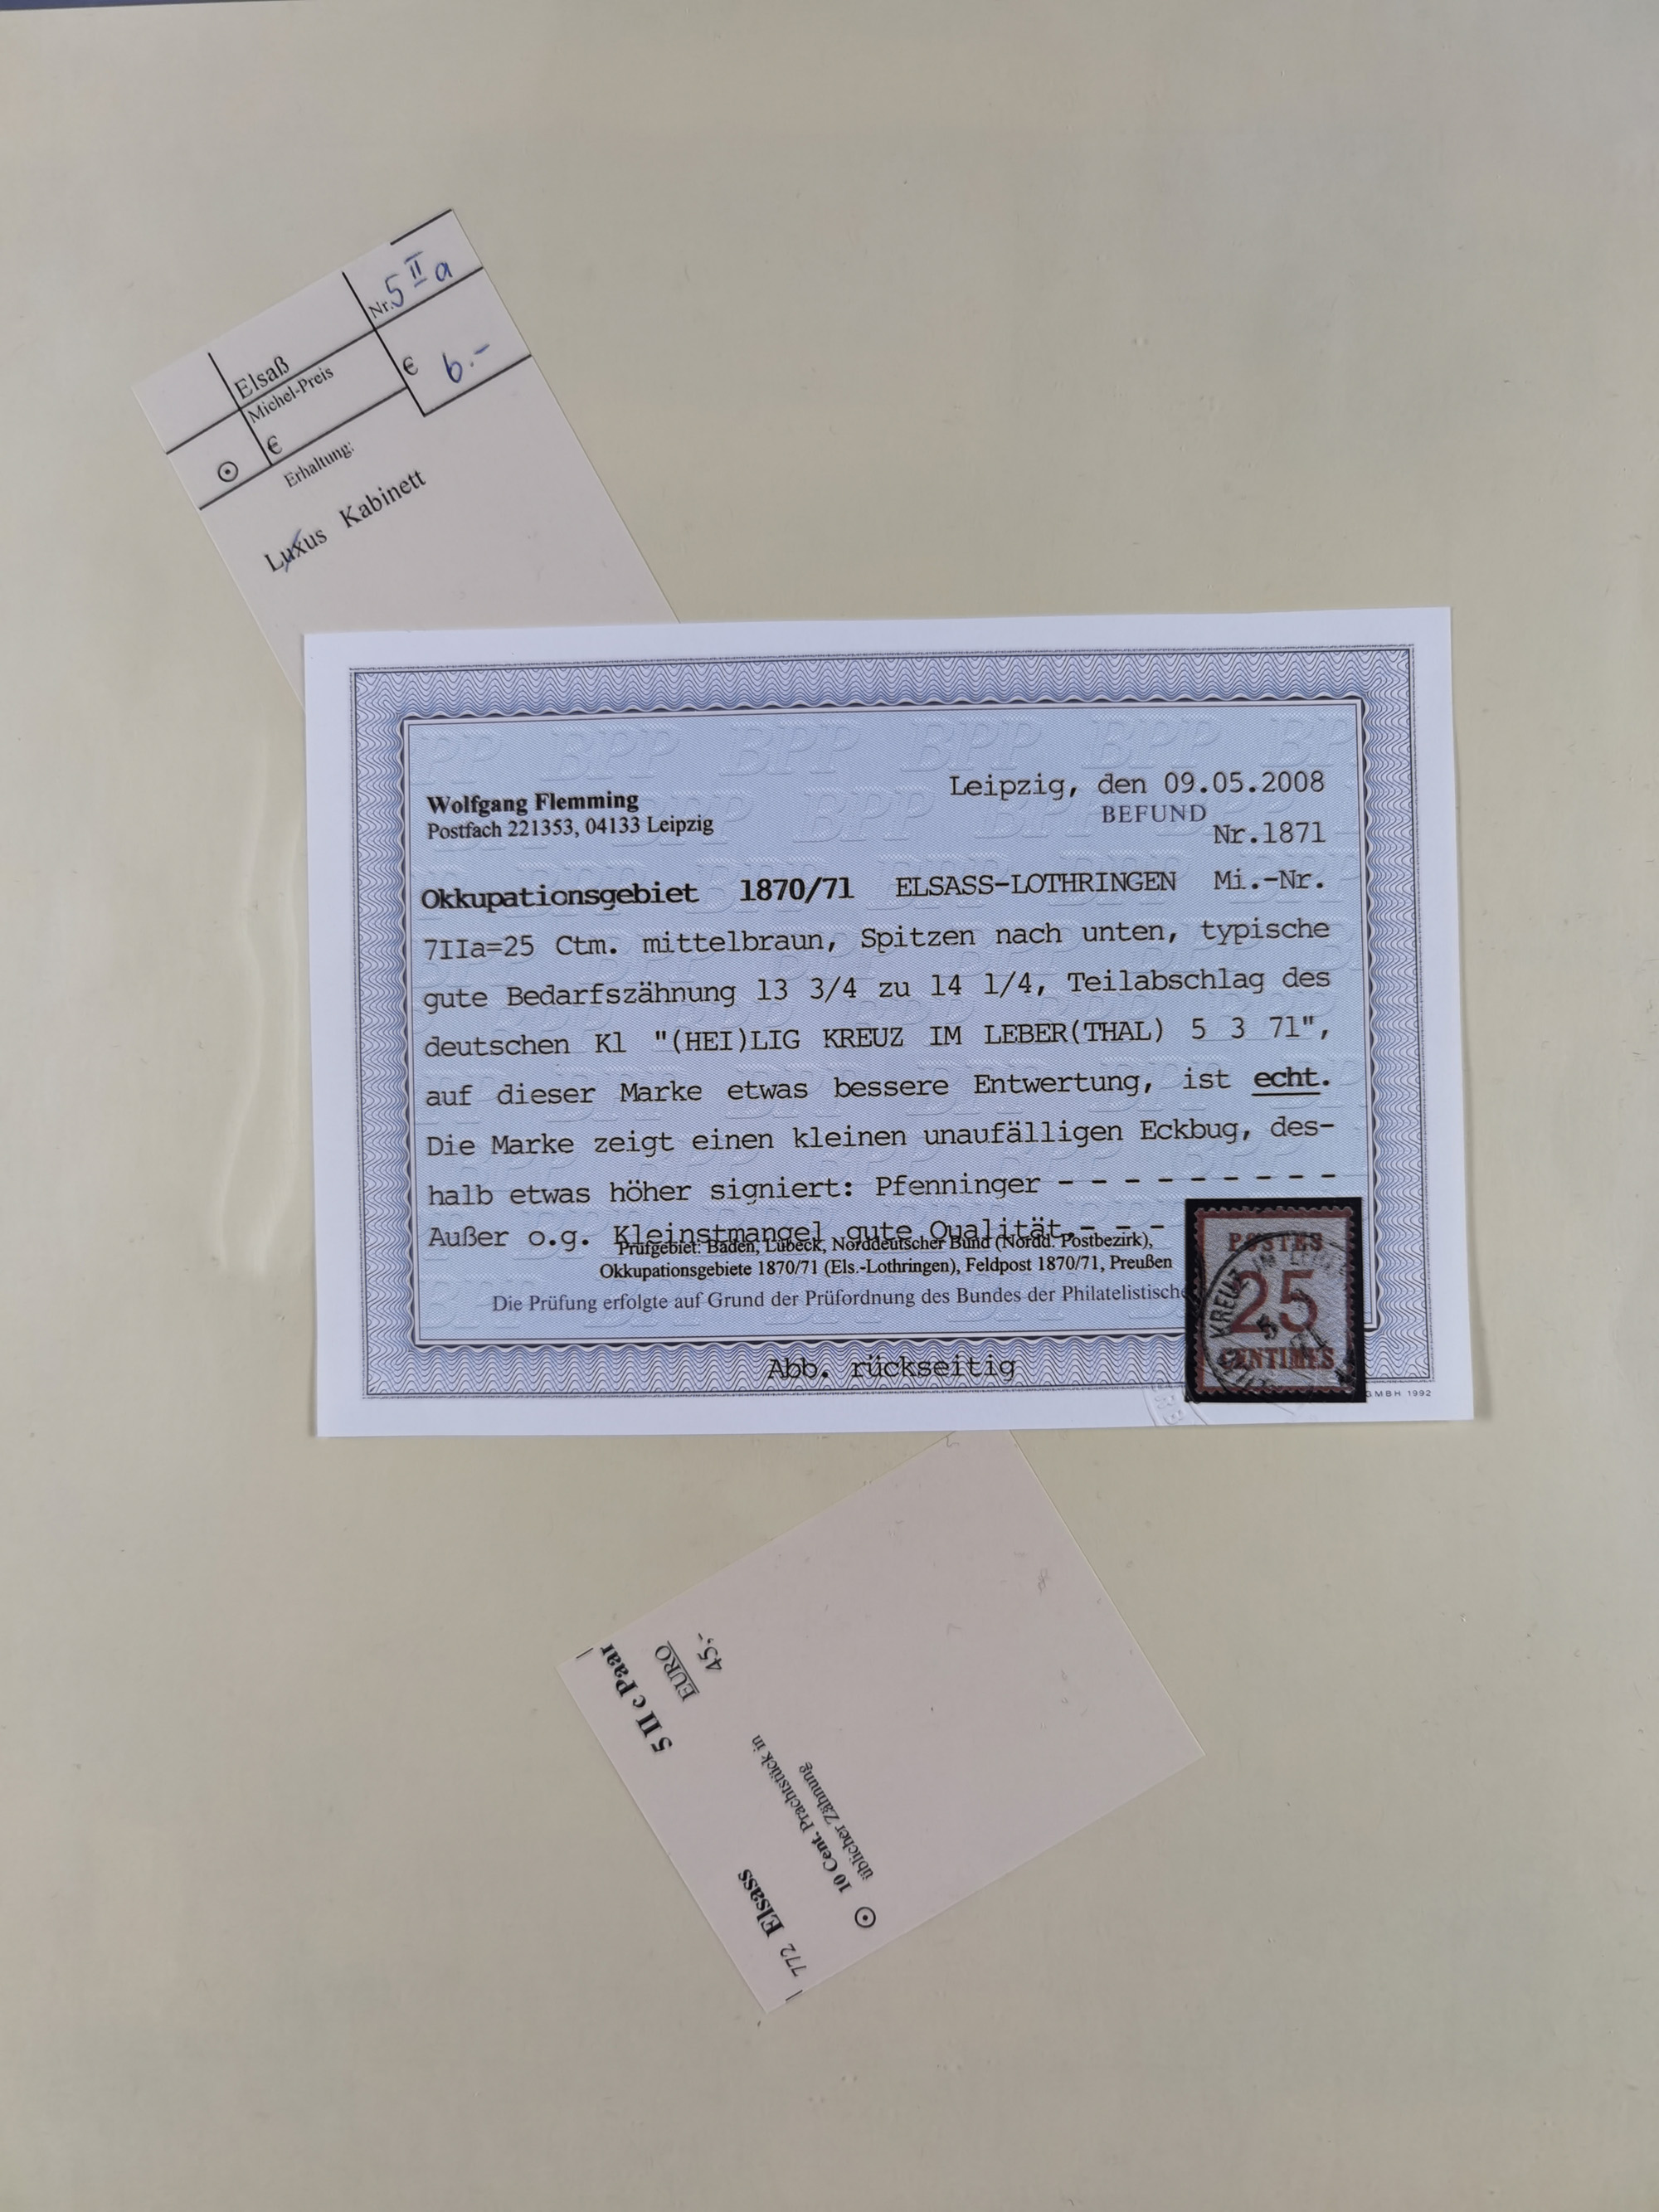 Nr. 5 II a
Elsaß
Michel-Preis
€ 6.-
€
Erhaltung:
Luxus Kabinett
Wolfgang Flemming
Postfach 221353, 04133 Leipzig
Leipzig, den 09.05.2008
BEFUND
Nr.1871
Okkupationsgebiet 1870/71 ELSASS-LOTHRINGEN Mi.-Nr.
7IIa=25 Ctm. mittelbraun, Spitzen nach unten, typische
gute Bedarfszähnung 13 3/4 zu 14 1/4, Teilabschlag des
deutschen Kl "(HEI)LIG KREUZ IM LEBER(THAL) 5 3 71",
auf dieser Marke etwas bessere Entwertung, ist echt.
Die Marke zeigt einen kleinen unaufälligen Eckbug, des-
halb etwas höher signiert: Pfenninger - - - - - - - - -
Außer o.g. Kleinstmangel gute Qualität.- - -
Prüfgebiet: Baden, Lübeck, Norddeutscher Bund (Nordd. Postbezirk),
Okkupationsgebiete 1870/71 (Els.-Lothringen), Feldpost 1870/71, Preußen
Die Prüfung erfolgte auf Grund der Prüfordnung des Bundes der Philatelistische
Abb. rückseitig
GMBH 1992
POSTES
25
CENTIMES
KREUZ
772 Elsass 5 II c Paar
EURO
45,-
10 Cent. Prachtstück in
üblicher Zähnung